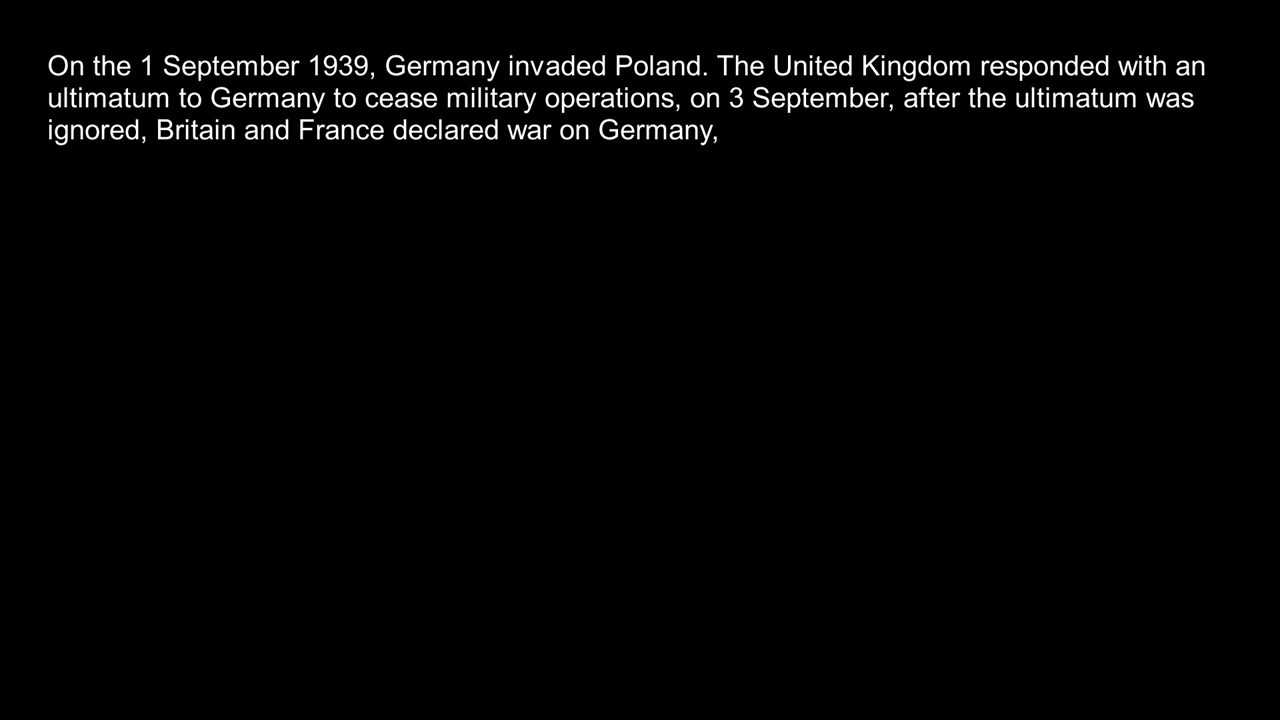 On the 1 September 1939, Germany invaded Poland. The United Kingdom responded with an
ultimatum to Germany to cease military operations, on 3 September, after the ultimatum was
ignored, Britain and France declared war on Germany,